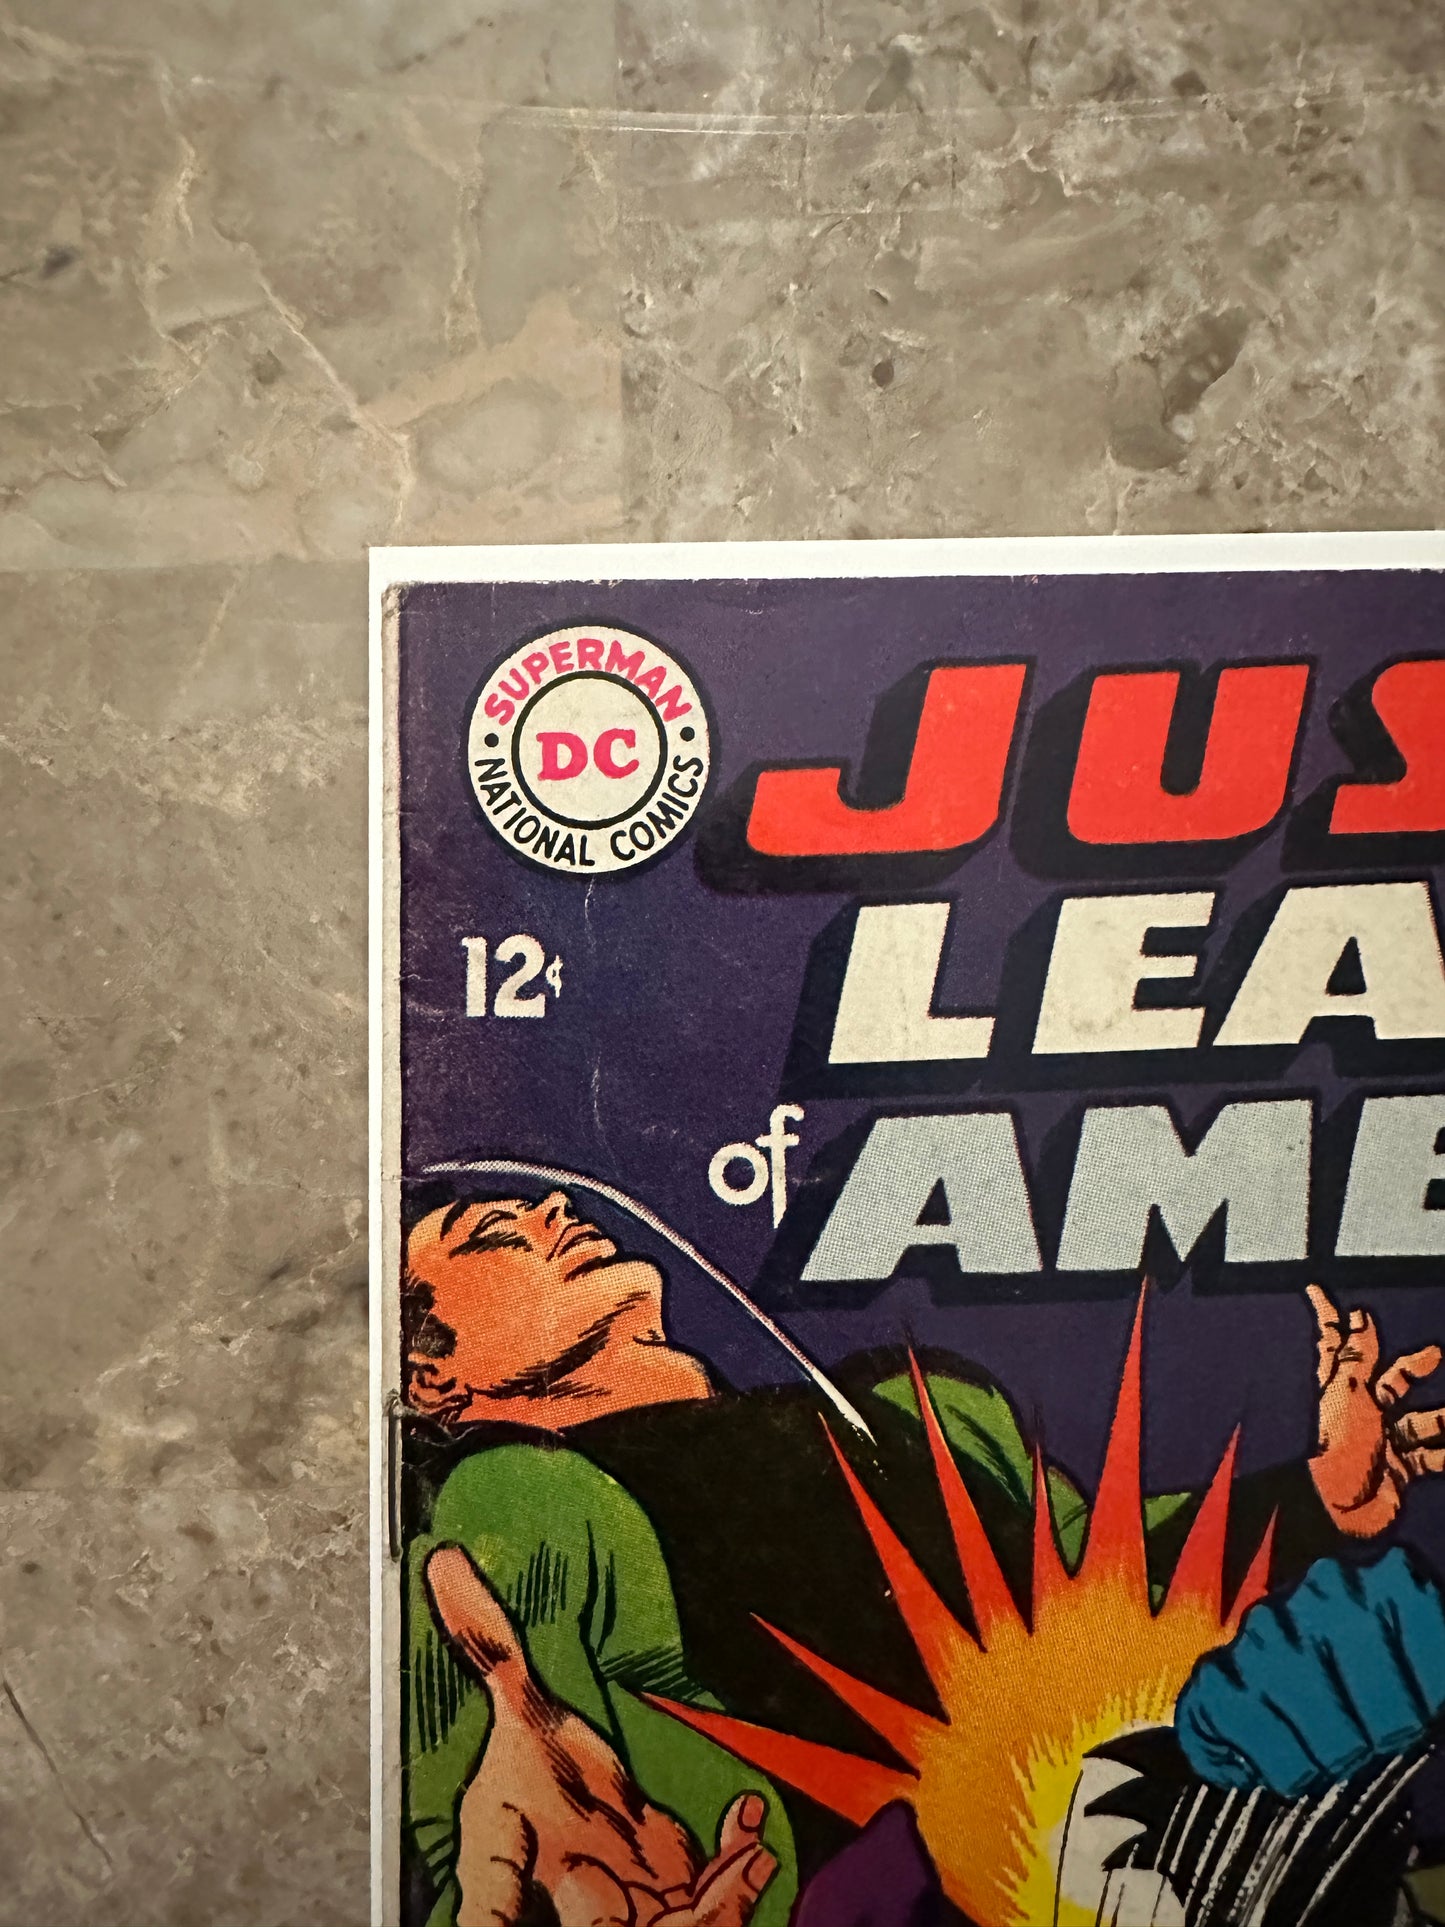 SUPERMAN
DC
NATIONAL COMICS
12¢
JUS
LEA
of AME